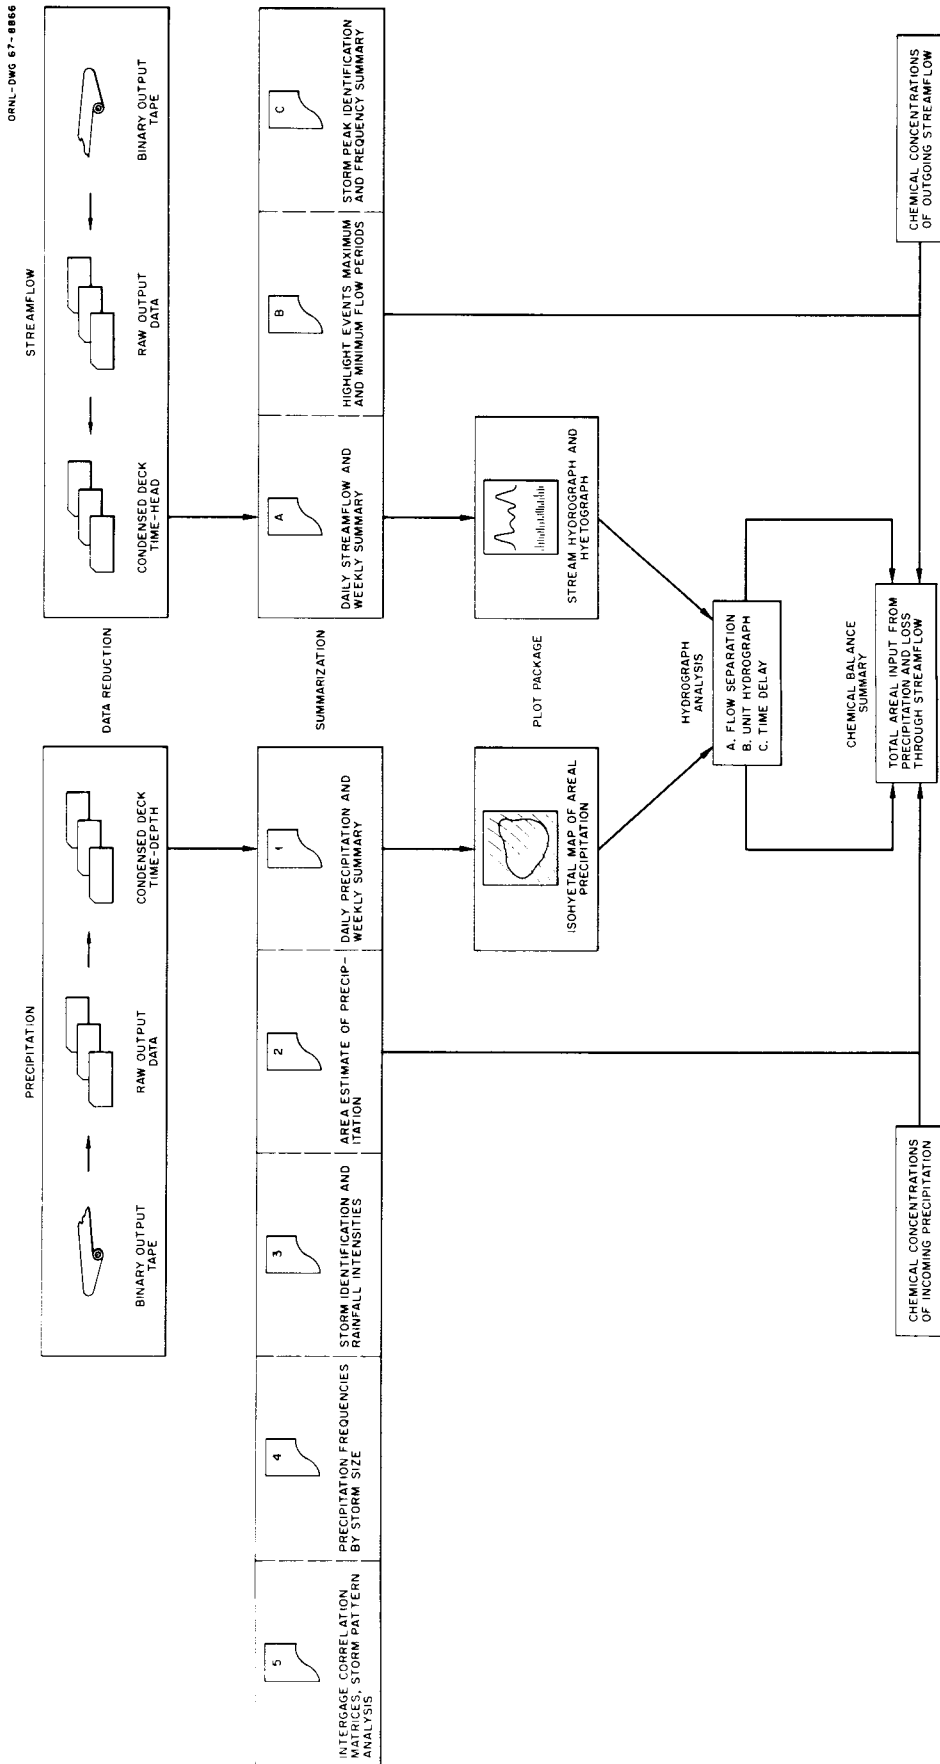 ORNL-DWG 67-8866
PRECIPITATION
STREAMFLOW
BINARY OUTPUT
TAPE
RAW OUTPUT
DATA
CONDENSED DECK
TIME-DEPTH
DATA REDUCTION
CONDENSED DECK
TIME-HEAD
RAW OUTPUT
DATA
BINARY OUTPUT
TAPE
5
INTERGAGE CORRELATION
MATRICES, STORM PATTERN
ANALYSIS
4
PRECIPITATION FREQUENCIES
BY STORM SIZE
3
STORM IDENTIFICATION AND
RAINFALL INTENSITIES
2
AREA ESTIMATE OF PRECIP-
ITATION
1
DAILY PRECIPITATION AND
WEEKLY SUMMARY
SUMMARIZATION
A
DAILY STREAMFLOW AND
WEEKLY SUMMARY
B
HIGHLIGHT EVENTS MAXIMUM
AND MINIMUM FLOW PERIODS
C
STORM PEAK IDENTIFICATION
AND FREQUENCY SUMMARY
ISOHYETAL MAP OF AREAL
PRECIPITATION
PLOT PACKAGE
STREAM HYDROGRAPH AND
HYETOGRAPH
HYDROGRAPH
ANALYSIS
A. FLOW SEPARATION
B. UNIT HYDROGRAPH
C. TIME DELAY
CHEMICAL BALANCE
SUMMARY
CHEMICAL CONCENTRATIONS
OF INCOMING PRECIPITATION
TOTAL AREAL INPUT FROM
PRECIPITATION AND LOSS
THROUGH STREAMFLOW
CHEMICAL CONCENTRATIONS
OF OUTGOING STREAMFLOW